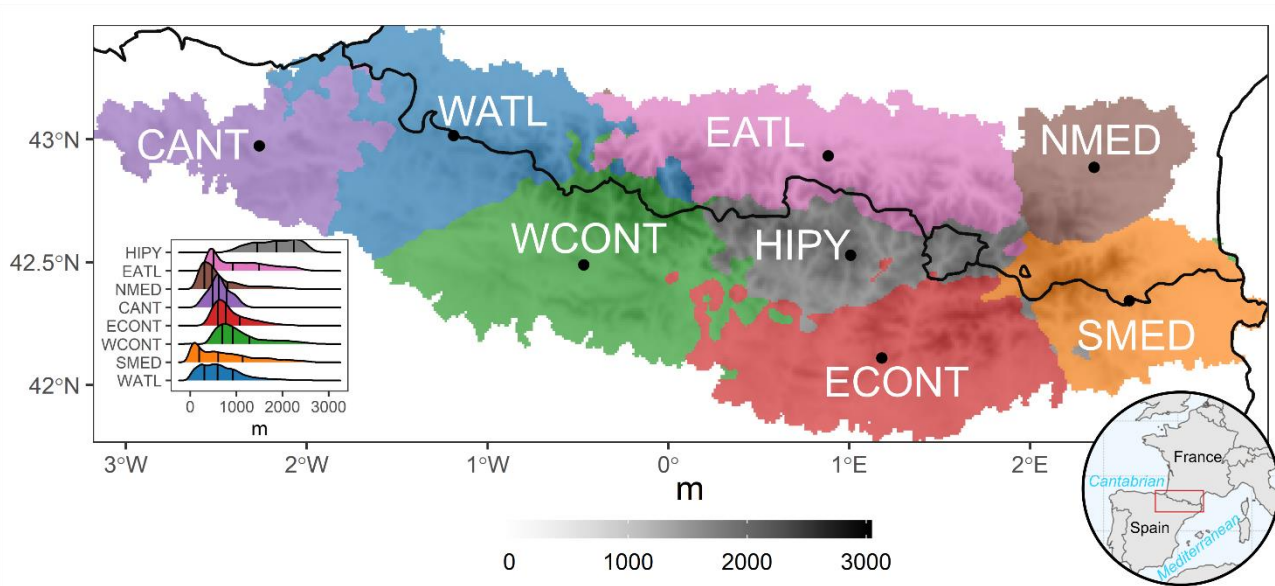 CANT
WATL
EATL
NMED
WCONT
HIPY
ECONT
SMED
43°N
42.5°N
42°N
HIPY
EATL
NMED
CANT
ECONT
WCONT
SMED
WATL
0 1000 2000 3000
m
3°W 2°W 1°W 0° 1°E 2°E
m
0 1000 2000 3000
France
Cantabrian
Spain
Mediterranean